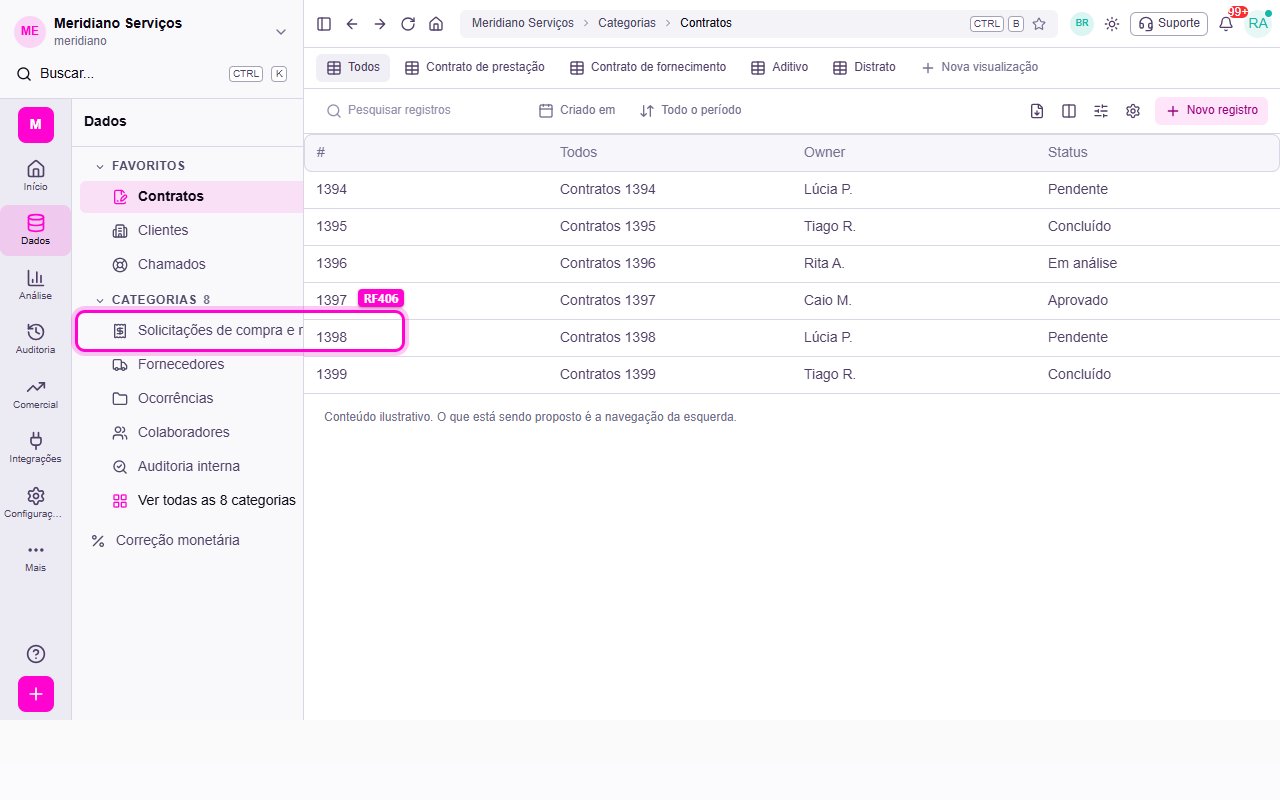 ME
Meridiano Serviços
meridiano
Buscar...
CTRL K
M
Início
Dados
Análise
Auditoria
Comercial
Integrações
Configuraç...
Mais
Dados
FAVORITOS
Contratos
Clientes
Chamados
CATEGORIAS 8
Solicitações de compra e
Fornecedores
Ocorrências
Colaboradores
Auditoria interna
Ver todas as 8 categorias
Correção monetária
RF406
Meridiano Serviços Categorias Contratos
CTRL B
BR
Suporte
99+
RA
Todos Contrato de prestação Contrato de fornecimento Aditivo Distrato Nova visualização
Pesquisar registros Criado em Todo o período Novo registro
# Todos Owner Status
1394 Contratos 1394 Lúcia P. Pendente
1395 Contratos 1395 Tiago R. Concluído
1396 Contratos 1396 Rita A. Em análise
1397 Contratos 1397 Caio M. Aprovado
1398 Contratos 1398 Lúcia P. Pendente
1399 Contratos 1399 Tiago R. Concluído
Conteúdo ilustrativo. O que está sendo proposto é a navegação da esquerda.